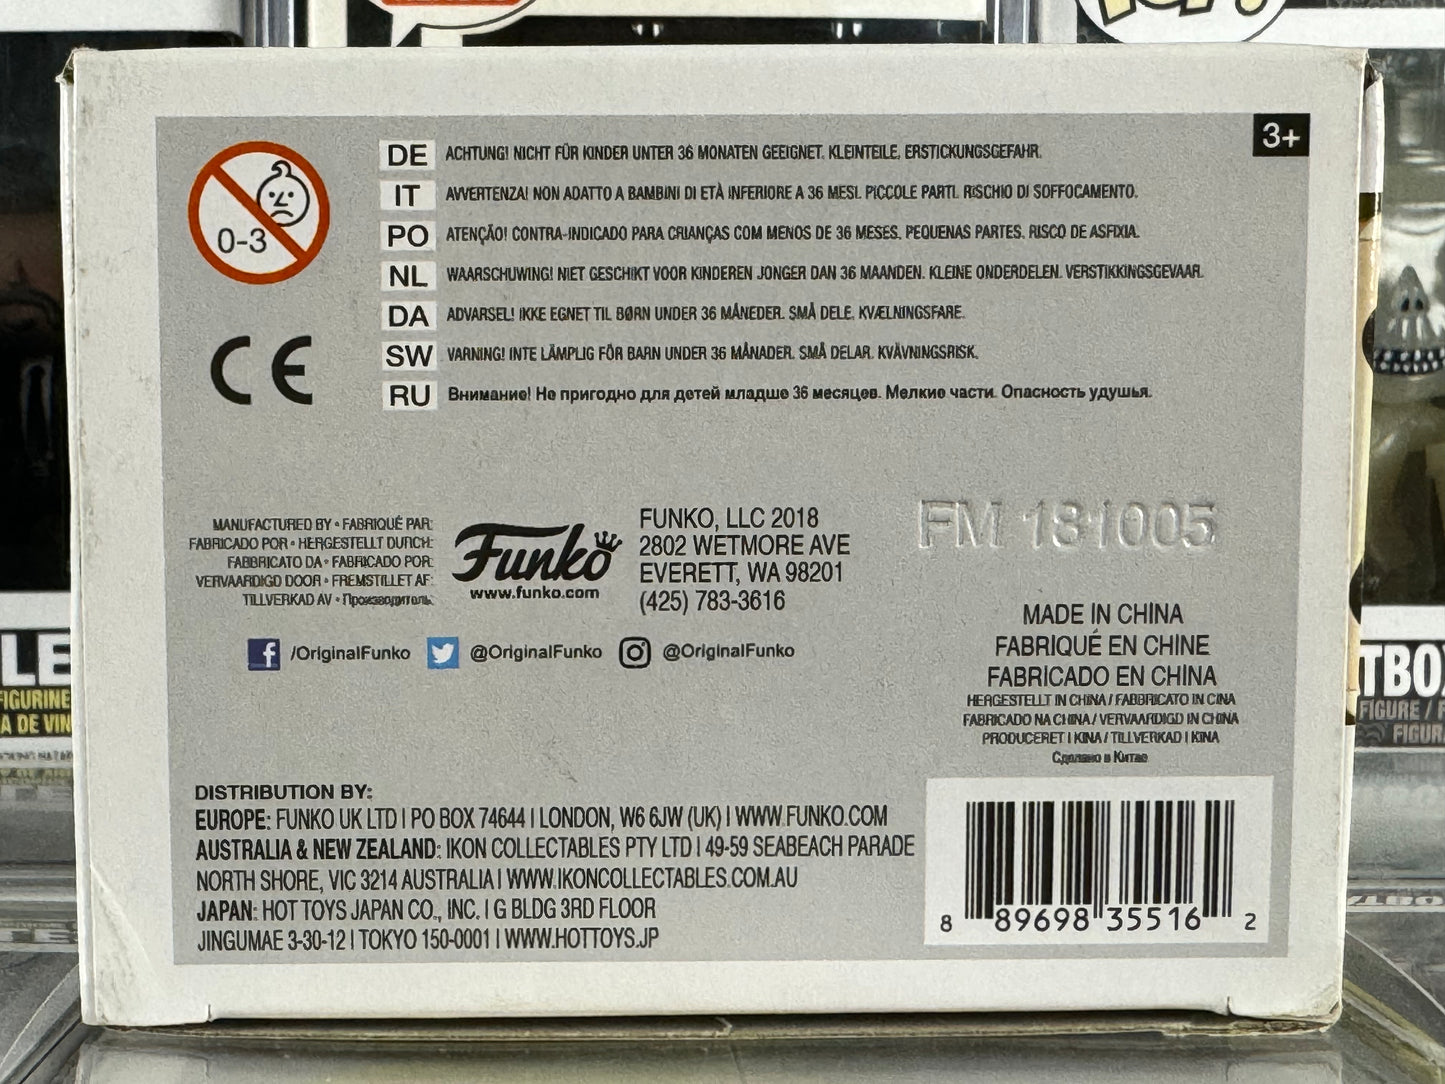 3+
0-3
DE ACHTUNG! NICHT FÜR KINDER UNTER 36 MONATEN GEEIGNET. KLEINTEILE. ERSTICKUNGSGEFAHR.
IT AVVERTENZA! NON ADATTO A BAMBINI DI ETÀ INFERIORE A 36 MESI. PICCOLE PARTI. RISCHIO DI SOFFOCAMENTO.
PO ATENÇÃO! CONTRA-INDICADO PARA CRIANÇAS COM MENOS DE 36 MESES. PEQUENAS PARTES. RISCO DE ASFIXIA.
NL WAARSCHUWING! NIET GESCHIKT VOOR KINDEREN JONGER DAN 36 MAANDEN. KLEINE ONDERDELEN. VERSTIKKINGSGEVAAR.
DA ADVARSEL! IKKE EGNET TIL BØRN UNDER 36 MÅNEDER. SMÅ DELE. KVÆLNINGSFARE.
SW VARNING! INTE LÄMPLIG FÖR BARN UNDER 36 MÅNADER. SMÅ DELAR. KVÄVNINGSRISK.
RU Внимание! Не пригодно для детей младше 36 месяцев. Мелкие части. Опасность удушья.
CE
MANUFACTURED BY • FABRIQUÉ PAR:
FABRICADO POR • HERGESTELLT DURCH:
FABBRICATO DA • FABRICADO POR:
VERVAARDIGD DOOR • FREMSTILLET AF:
TILLVERKAD AV • Производитель:
Funko
www.funko.com
FUNKO, LLC 2018
2802 WETMORE AVE
EVERETT, WA 98201
(425) 783-3616
FM 181005
/OriginalFunko @OriginalFunko @OriginalFunko
MADE IN CHINA
FABRIQUÉ EN CHINE
FABRICADO EN CHINA
HERGESTELLT IN CHINA / FABBRICATO IN CINA
FABRICADO NA CHINA / VERVAARDIGD IN CHINA
PRODUCERET I KINA / TILLVERKAD I KINA
Сделано в Китае
DISTRIBUTION BY:
EUROPE: FUNKO UK LTD | PO BOX 74644 | LONDON, W6 6JW (UK) | WWW.FUNKO.COM
AUSTRALIA & NEW ZEALAND: IKON COLLECTABLES PTY LTD | 49-59 SEABEACH PARADE
NORTH SHORE, VIC 3214 AUSTRALIA | WWW.IKONCOLLECTABLES.COM.AU
JAPAN: HOT TOYS JAPAN CO., INC. | G BLDG 3RD FLOOR
JINGUMAE 3-30-12 | TOKYO 150-0001 | WWW.HOTTOYS.JP
8 89698 35516 2
LE
FIGURINE
A DE VIN
TBO
FIGURE /
FIGUR